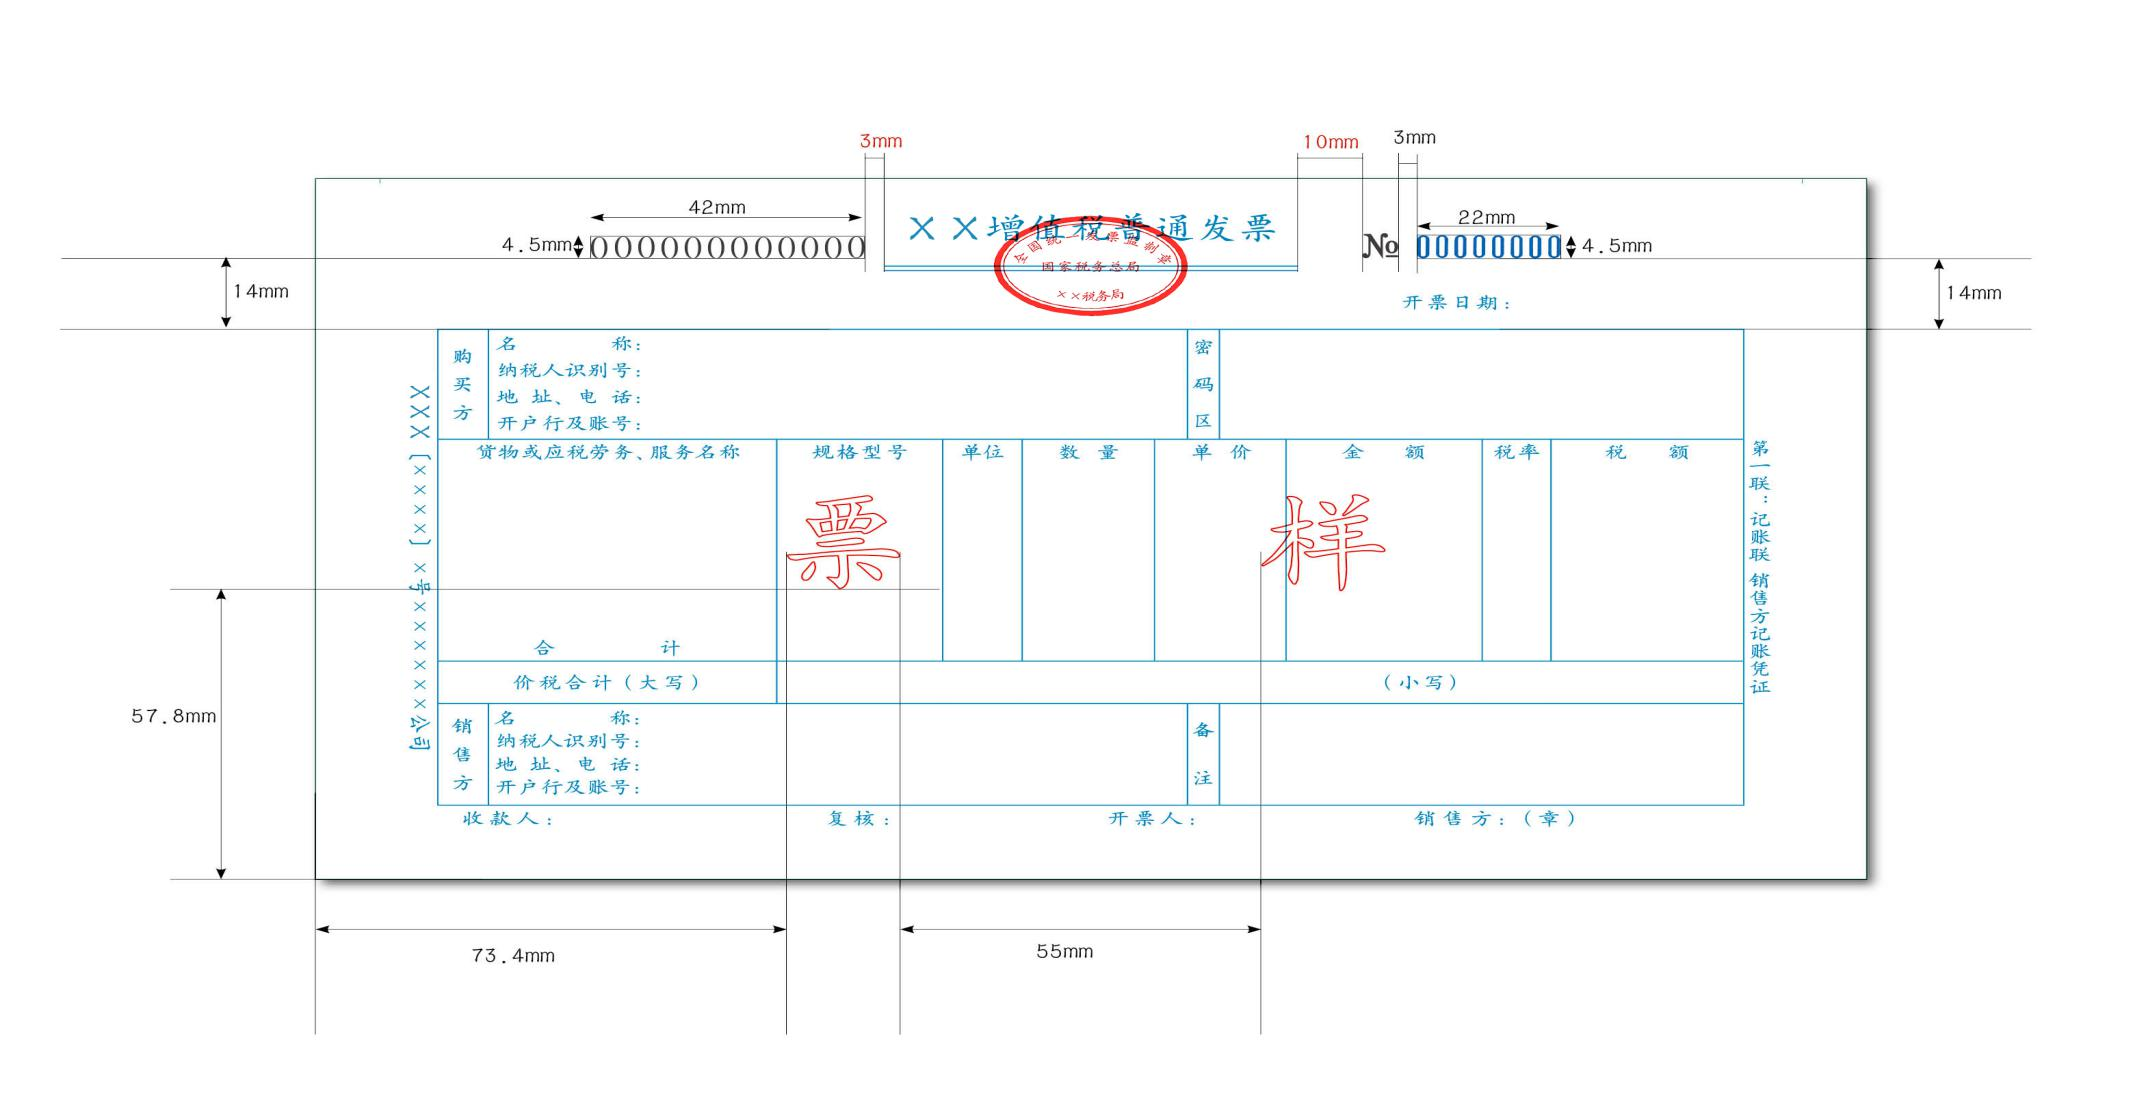 3mm
10mm
3mm
42mm
22mm
××增值税普通发票
4.5mm
000000000000
№
00000000
4.5mm
全国统一发票监制章
国家税务总局
××税务局
14mm
14mm
开票日期：
购买方
名　　　　称：
纳税人识别号：
地 址、电 话：
开户行及账号：
密码区
货物或应税劳务、服务名称
规格型号
单位
数 量
单 价
金　　额
税率
税　　额
票 样
合　　　　计
价税合计（大写）
（小写）
销售方
名　　　　称：
纳税人识别号：
地 址、电 话：
开户行及账号：
备注
收款人：
复核：
开票人：
销售方：（章）
×××〔××××〕×号××××××公司
第一联：记账联 销售方记账凭证
57.8mm
73.4mm
55mm